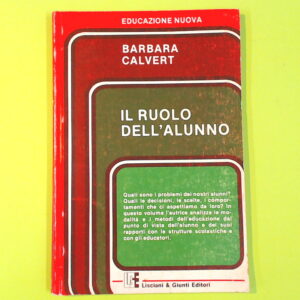 EDUCAZIONE NUOVA
BARBARA
CALVERT
IL RUOLO
DELL'ALUNNO
Quali sono i problemi dei nostri alunni?
Quali le decisioni, le scelte, i compor-
tamenti che ci aspettiamo da loro? In
questo volume l'autrice analizza le mo-
dalità e i metodi dell'educazione dal
punto di vista dell'alunno e dei suoi
rapporti con le strutture scolastiche e
con gli educatori.
Lisciani & Giunti Editori